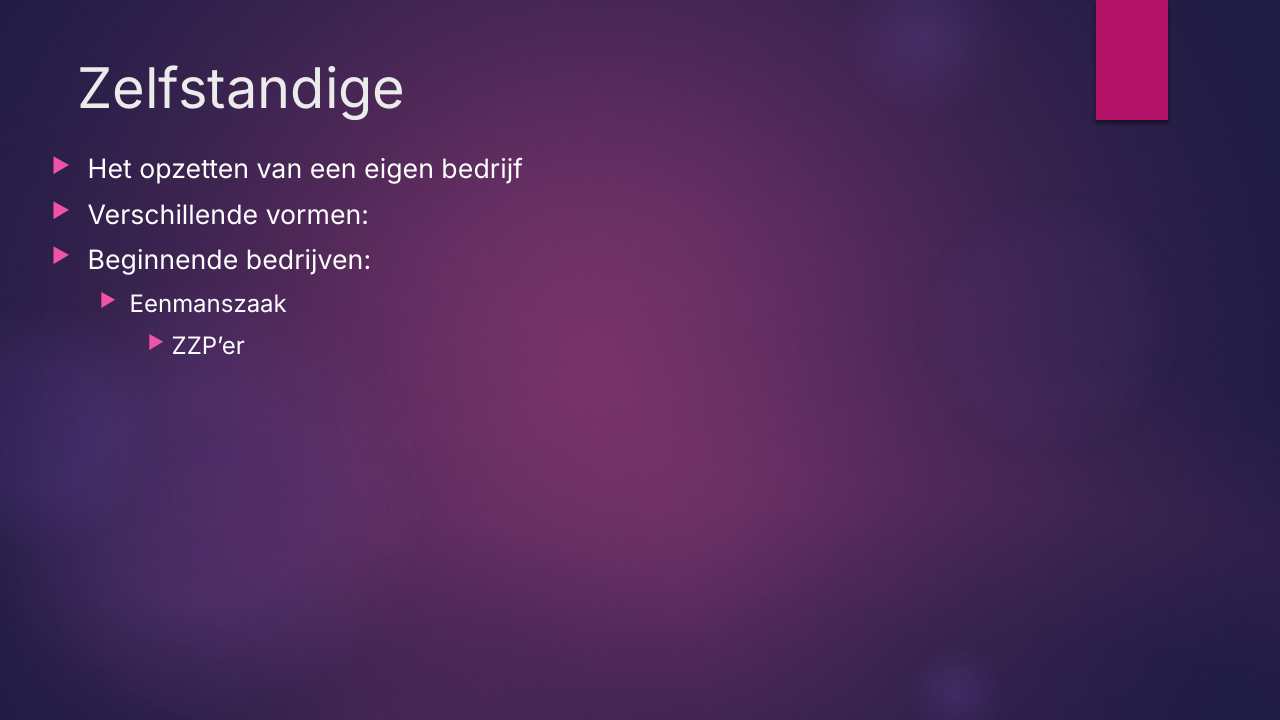 Zelfstandige
Het opzetten van een eigen bedrijf
Verschillende vormen:
Beginnende bedrijven:
Eenmanszaak
ZZP’er